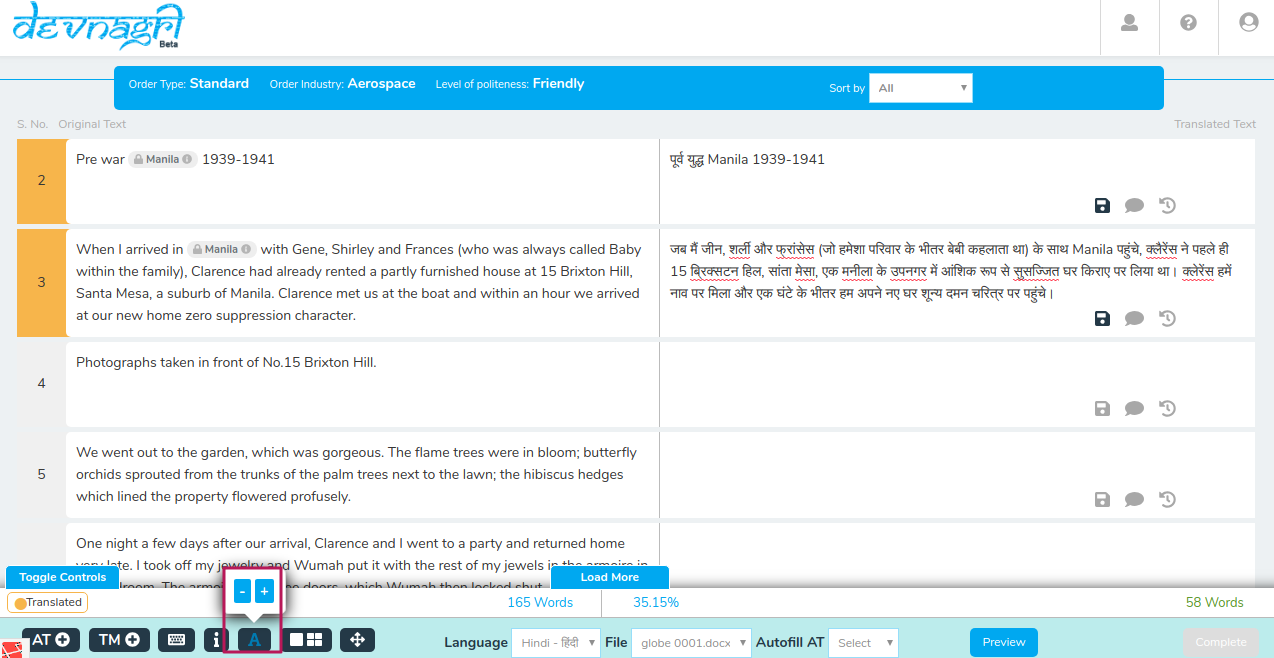 devnagri
Beta
Order Type: Standard Order Industry: Aerospace Level of politeness: Friendly Sort by All
S. No. Original Text Translated Text
2 Pre war Manila 1939-1941 पूर्व युद्ध Manila 1939-1941
3 When I arrived in Manila with Gene, Shirley and Frances (who was always called Baby
within the family), Clarence had already rented a partly furnished house at 15 Brixton Hill,
Santa Mesa, a suburb of Manila. Clarence met us at the boat and within an hour we arrived
at our new home zero suppression character.
जब मैं जीन, शर्ली और फ्रांसेस (जो हमेशा परिवार के भीतर बेबी कहलाता था) के साथ Manila पहुंचे, क्लैरेंस ने पहले ही
15 ब्रिक्सटन हिल, सांता मेसा, एक मनीला के उपनगर में आंशिक रूप से सुसज्जित घर किराए पर लिया था। क्लेरेंस हमें
नाव पर मिला और एक घंटे के भीतर हम अपने नए घर शून्य दमन चरित्र पर पहुंचे।
4 Photographs taken in front of No.15 Brixton Hill.
5 We went out to the garden, which was gorgeous. The flame trees were in bloom; butterfly
orchids sprouted from the trunks of the palm trees next to the lawn; the hibiscus hedges
which lined the property flowered profusely.
One night a few days after our arrival, Clarence and I went to a party and returned home
late. I took off my jewelry and Wumah put it with the rest of my jewels in the armoire in
doors, which Wumah then locked shut.
Toggle Controls - + Load More
Translated 165 Words 35.15% 58 Words
AT TM i A Language Hindi - हिंदी File globe 0001.docx Autofill AT Select Preview Complete